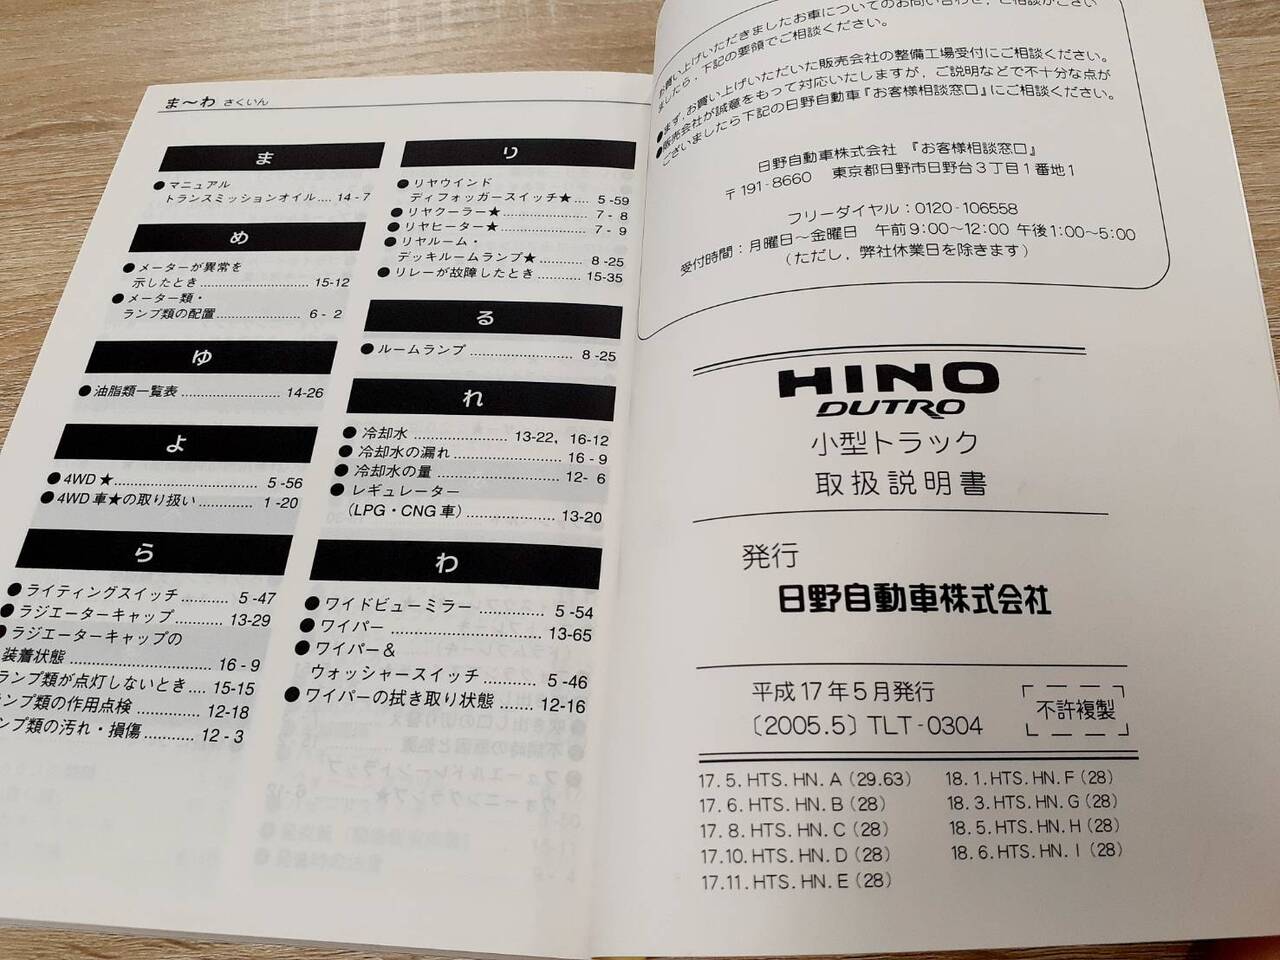 ま〜わ さくいん
ま
●マニュアル
トランスミッションオイル.... 14-7
め
●メーターが異常を
示したとき................ 15-12
●メーター類・
ランプ類の配置............ 6- 2
ゆ
●油脂類一覧表............ 14-26
よ
●4WD★.................... 5-56
●4WD車★の取り扱い........ 1-20
ら
●ライティングスイッチ........ 5-47
●ラジエーターキャップ........ 13-29
●ラジエーターキャップの
装着状態.................. 16-9
ランプ類が点灯しないとき.... 15-15
ランプ類の作用点検.......... 12-18
ンプ類の汚れ・損傷.......... 12-3
り
●リヤウインド
ディフォッガースイッチ★.... 5-59
●リヤクーラー★............ 7- 8
●リヤヒーター★............ 7- 9
●リヤルーム・
デッキルームランプ★........ 8-25
●リレーが故障したとき........ 15-35
る
●ルームランプ.............. 8-25
れ
●冷却水............ 13-22, 16-12
●冷却水の漏れ.............. 16-9
●冷却水の量................ 12- 6
●レギュレーター
(LPG・CNG車).............. 13-20
わ
●ワイドビューミラー.......... 5-54
●ワイパー.................. 13-65
●ワイパー&
ウォッシャースイッチ........ 5-46
●ワイパーの拭き取り状態...... 12-16
お買い上げいただきましたお車についてのお問い合わせ，ご相談がござい
ましたら，下記の要領でご相談ください。
●まず，お買い上げいただいた販売会社の整備工場受付にご相談ください。
●販売会社が誠意をもって対応いたしますが，ご説明などで不十分な点が
ございましたら下記の日野自動車『お客様相談窓口』にご相談ください。
日野自動車株式会社 『お客様相談窓口』
〒191-8660 東京都日野市日野台3丁目1番地1
フリーダイヤル：0120-106558
受付時間：月曜日〜金曜日 午前9:00〜12:00 午後1:00〜5:00
(ただし，弊社休業日を除きます)
HINO
DUTRO
小型トラック
取扱説明書
発行
日野自動車株式会社
平成17年5月発行
〔2005.5〕TLT-0304
不許複製
17.5.HTS.HN.A(29.63)
17.6.HTS.HN.B(28)
17.8.HTS.HN.C(28)
17.10.HTS.HN.D(28)
17.11.HTS.HN.E(28)
18.1.HTS.HN.F(28)
18.3.HTS.HN.G(28)
18.5.HTS.HN.H(28)
18.6.HTS.HN.I(28)